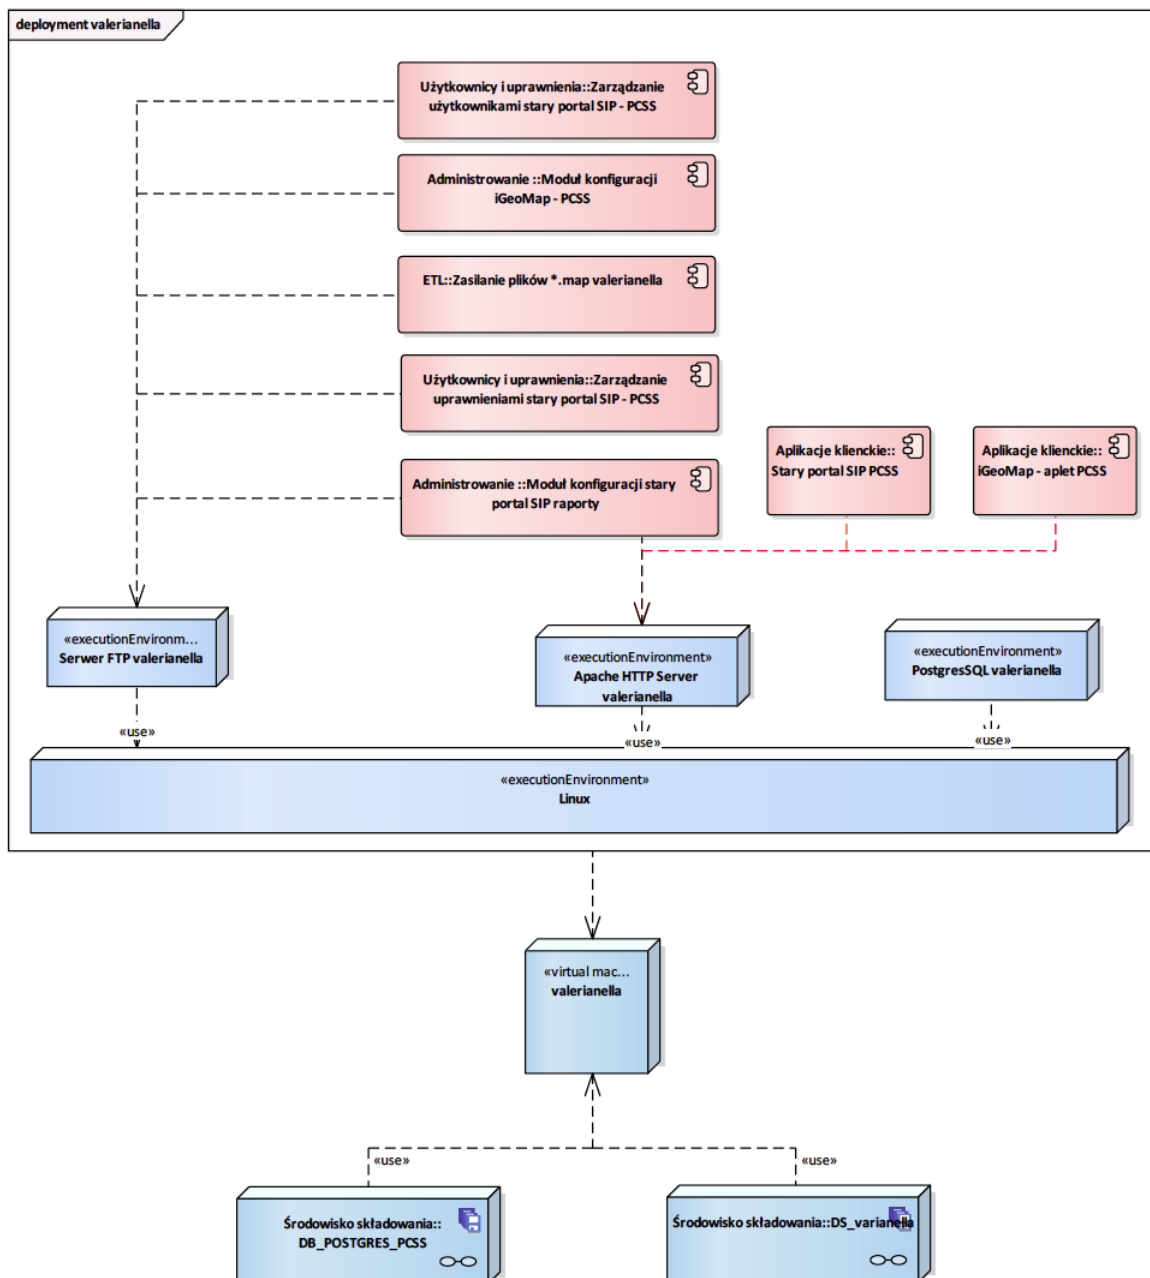 deployment valerianella
Użytkownicy i uprawnienia::Zarządzanie
użytkownikami stary portal SIP - PCSS
Administrowanie ::Moduł konfiguracji
iGeoMap - PCSS
ETL::Zasilanie plików *.map valerianella
Użytkownicy i uprawnienia::Zarządzanie
uprawnieniami stary portal SIP - PCSS
Aplikacje klienckie::
Stary portal SIP PCSS
Aplikacje klienckie::
iGeoMap - aplet PCSS
Administrowanie ::Moduł konfiguracji stary
portal SIP raporty
«executionEnvironm...
Serwer FTP valerianella
«executionEnvironment»
Apache HTTP Server
valerianella
«executionEnvironment»
PostgresSQL valerianella
«use»
«use»
«use»
«executionEnvironment»
Linux
«virtual mac...
valerianella
«use»
«use»
Środowisko składowania::
DB_POSTGRES_PCSS
Środowisko składowania::DS_varianella